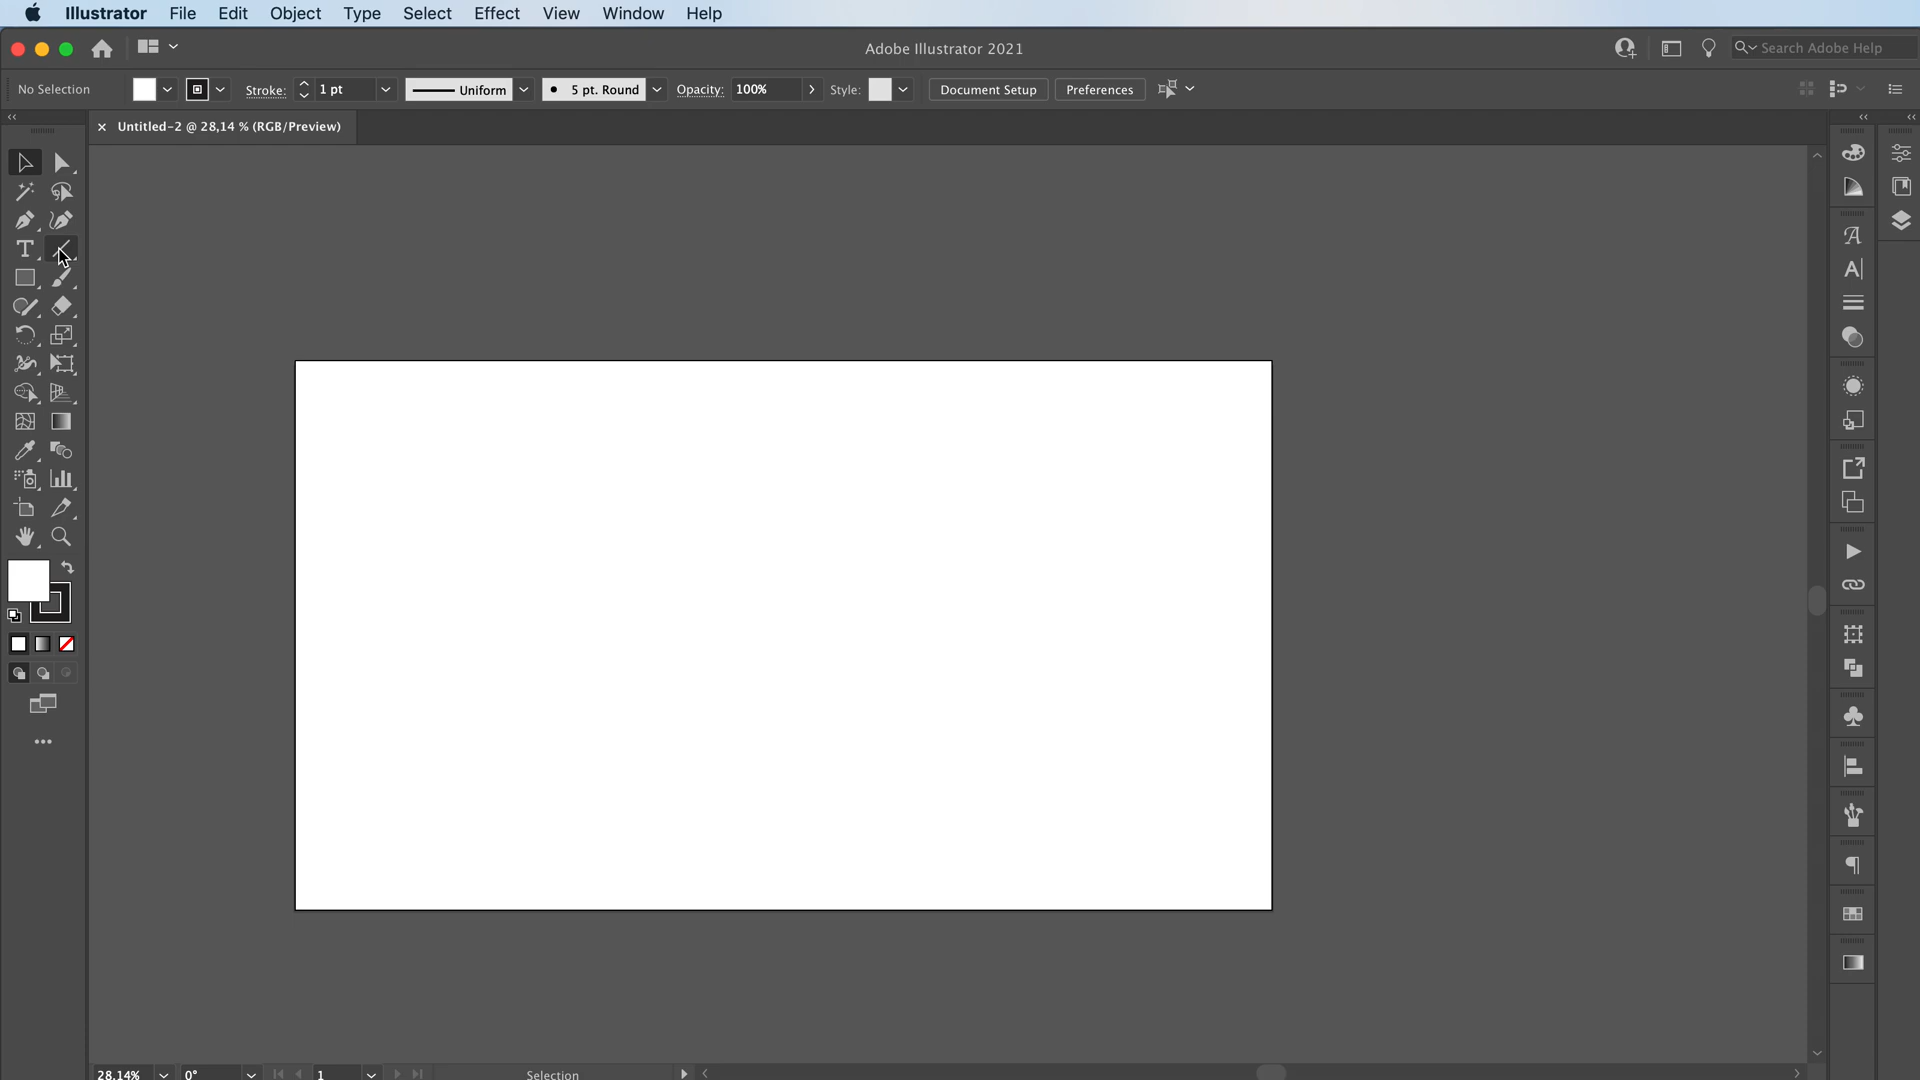 Illustrator File Edit Object Type Select Effect View Window Help
Adobe Illustrator 2021
Search Adobe Help
No Selection
Stroke: 1 pt
Uniform
5 pt. Round
Opacity: 100%
Style:
Document Setup
Preferences
Untitled-2 @ 28,14 % (RGB/Preview)
28,14%
0°
1
Selection